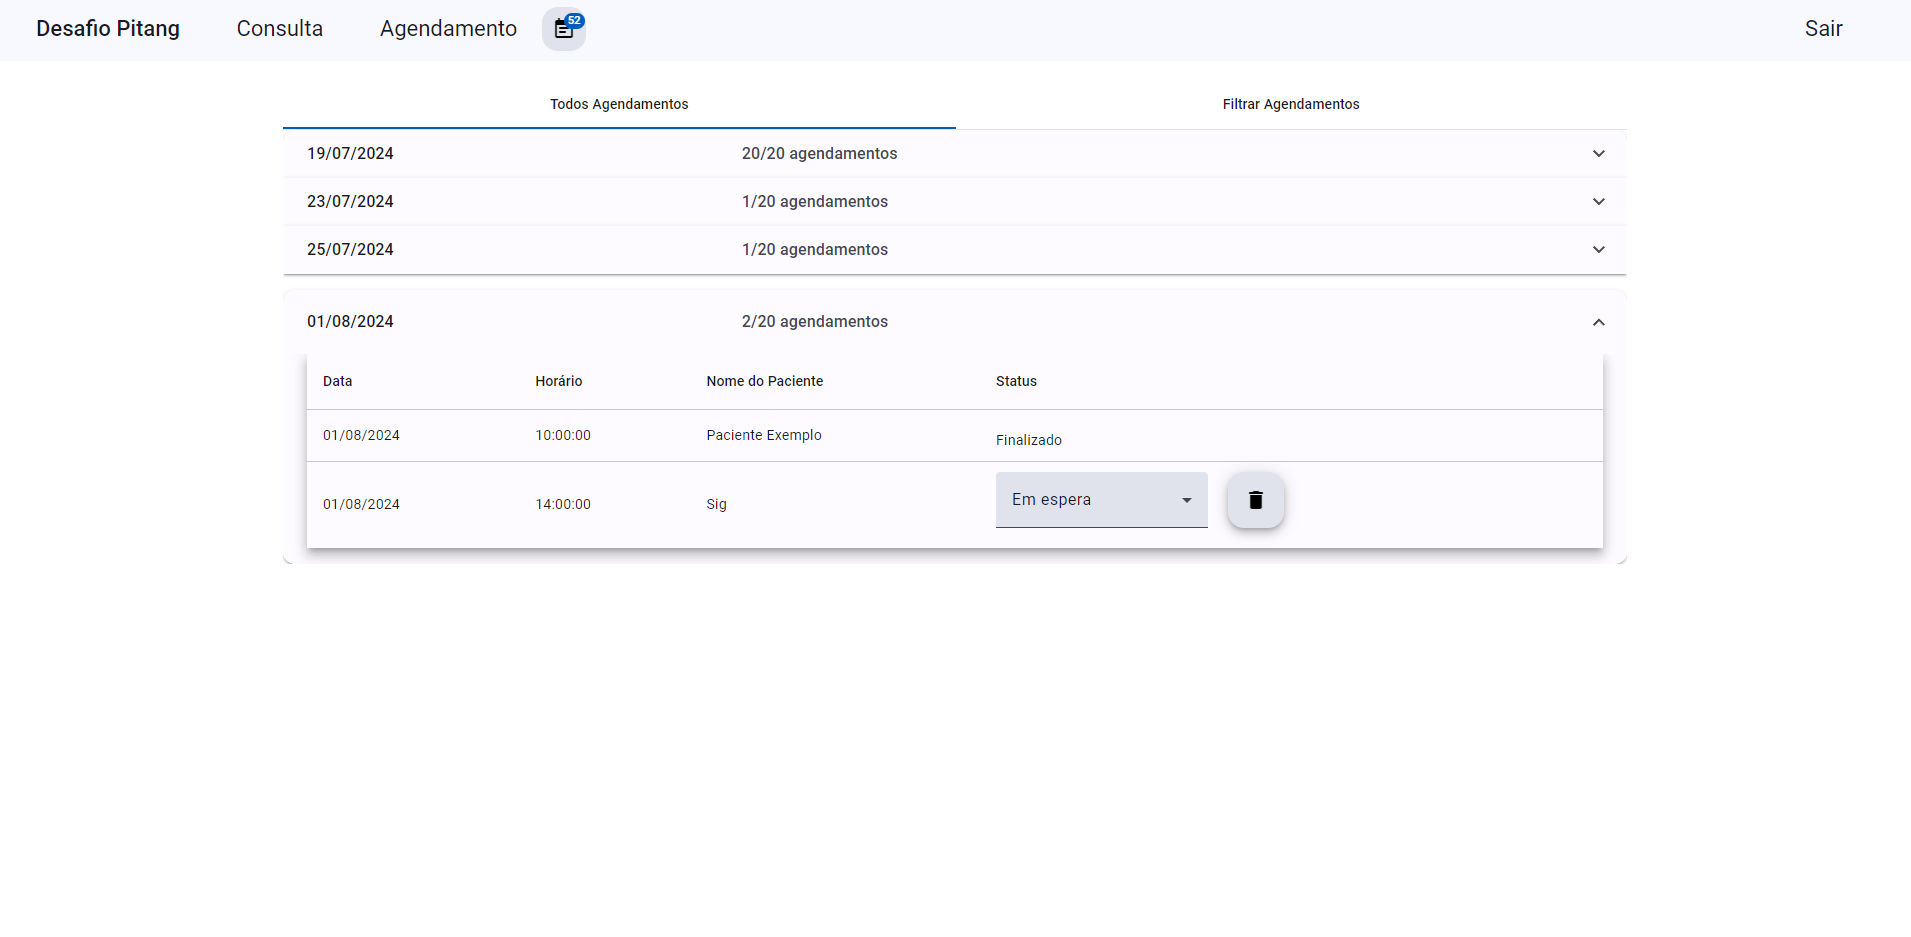 Desafio Pitang Consulta Agendamento 52 Sair
Todos Agendamentos Filtrar Agendamentos
19/07/2024 20/20 agendamentos
23/07/2024 1/20 agendamentos
25/07/2024 1/20 agendamentos
01/08/2024 2/20 agendamentos
Data Horário Nome do Paciente Status
01/08/2024 10:00:00 Paciente Exemplo Finalizado
01/08/2024 14:00:00 Sig Em espera